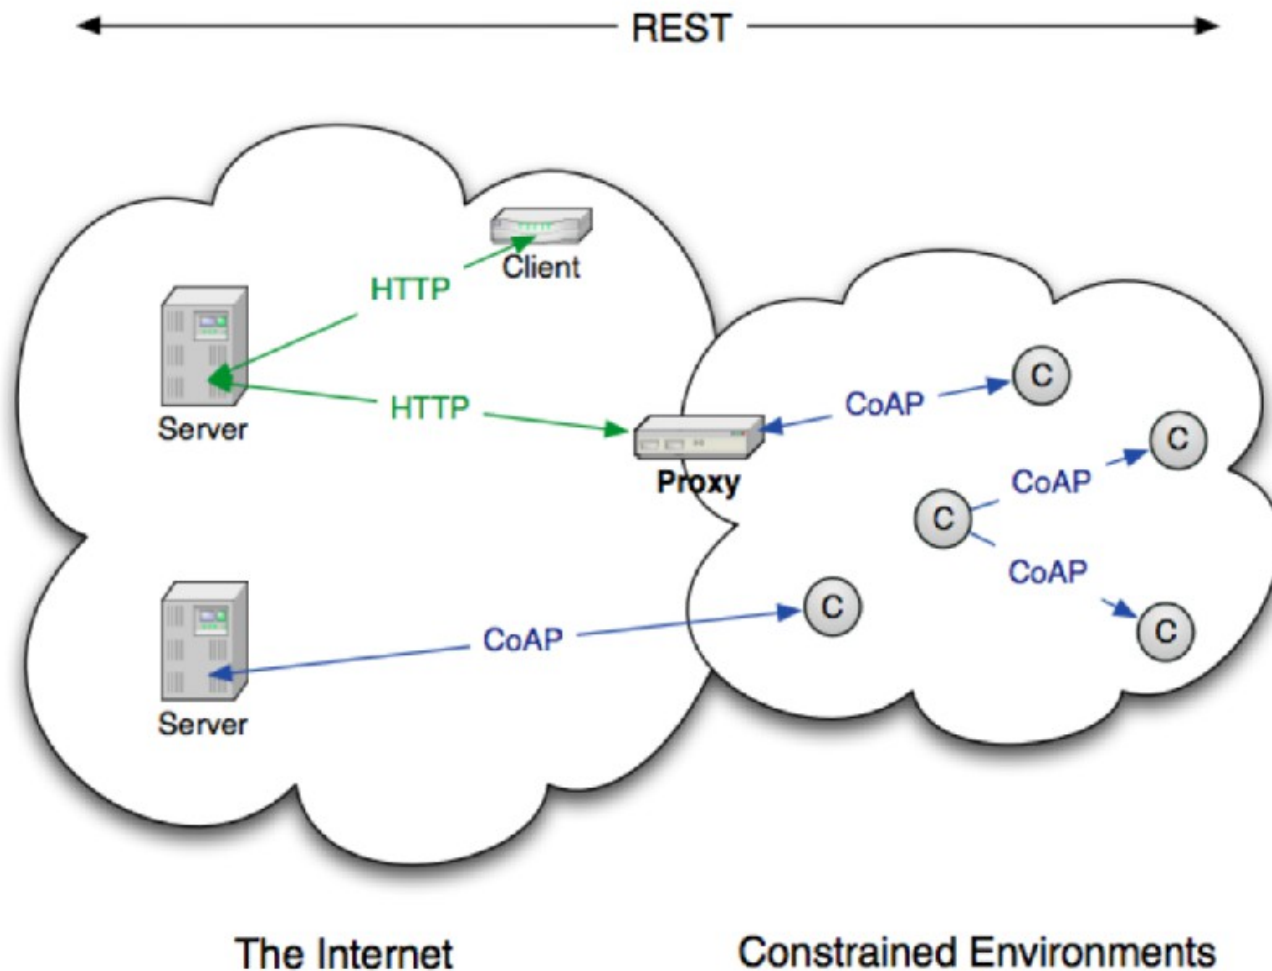 REST
Client
HTTP
Server
HTTP
CoAP
C
Proxy
C
CoAP
C
CoAP
C
C
CoAP
Server
The Internet
Constrained Environments